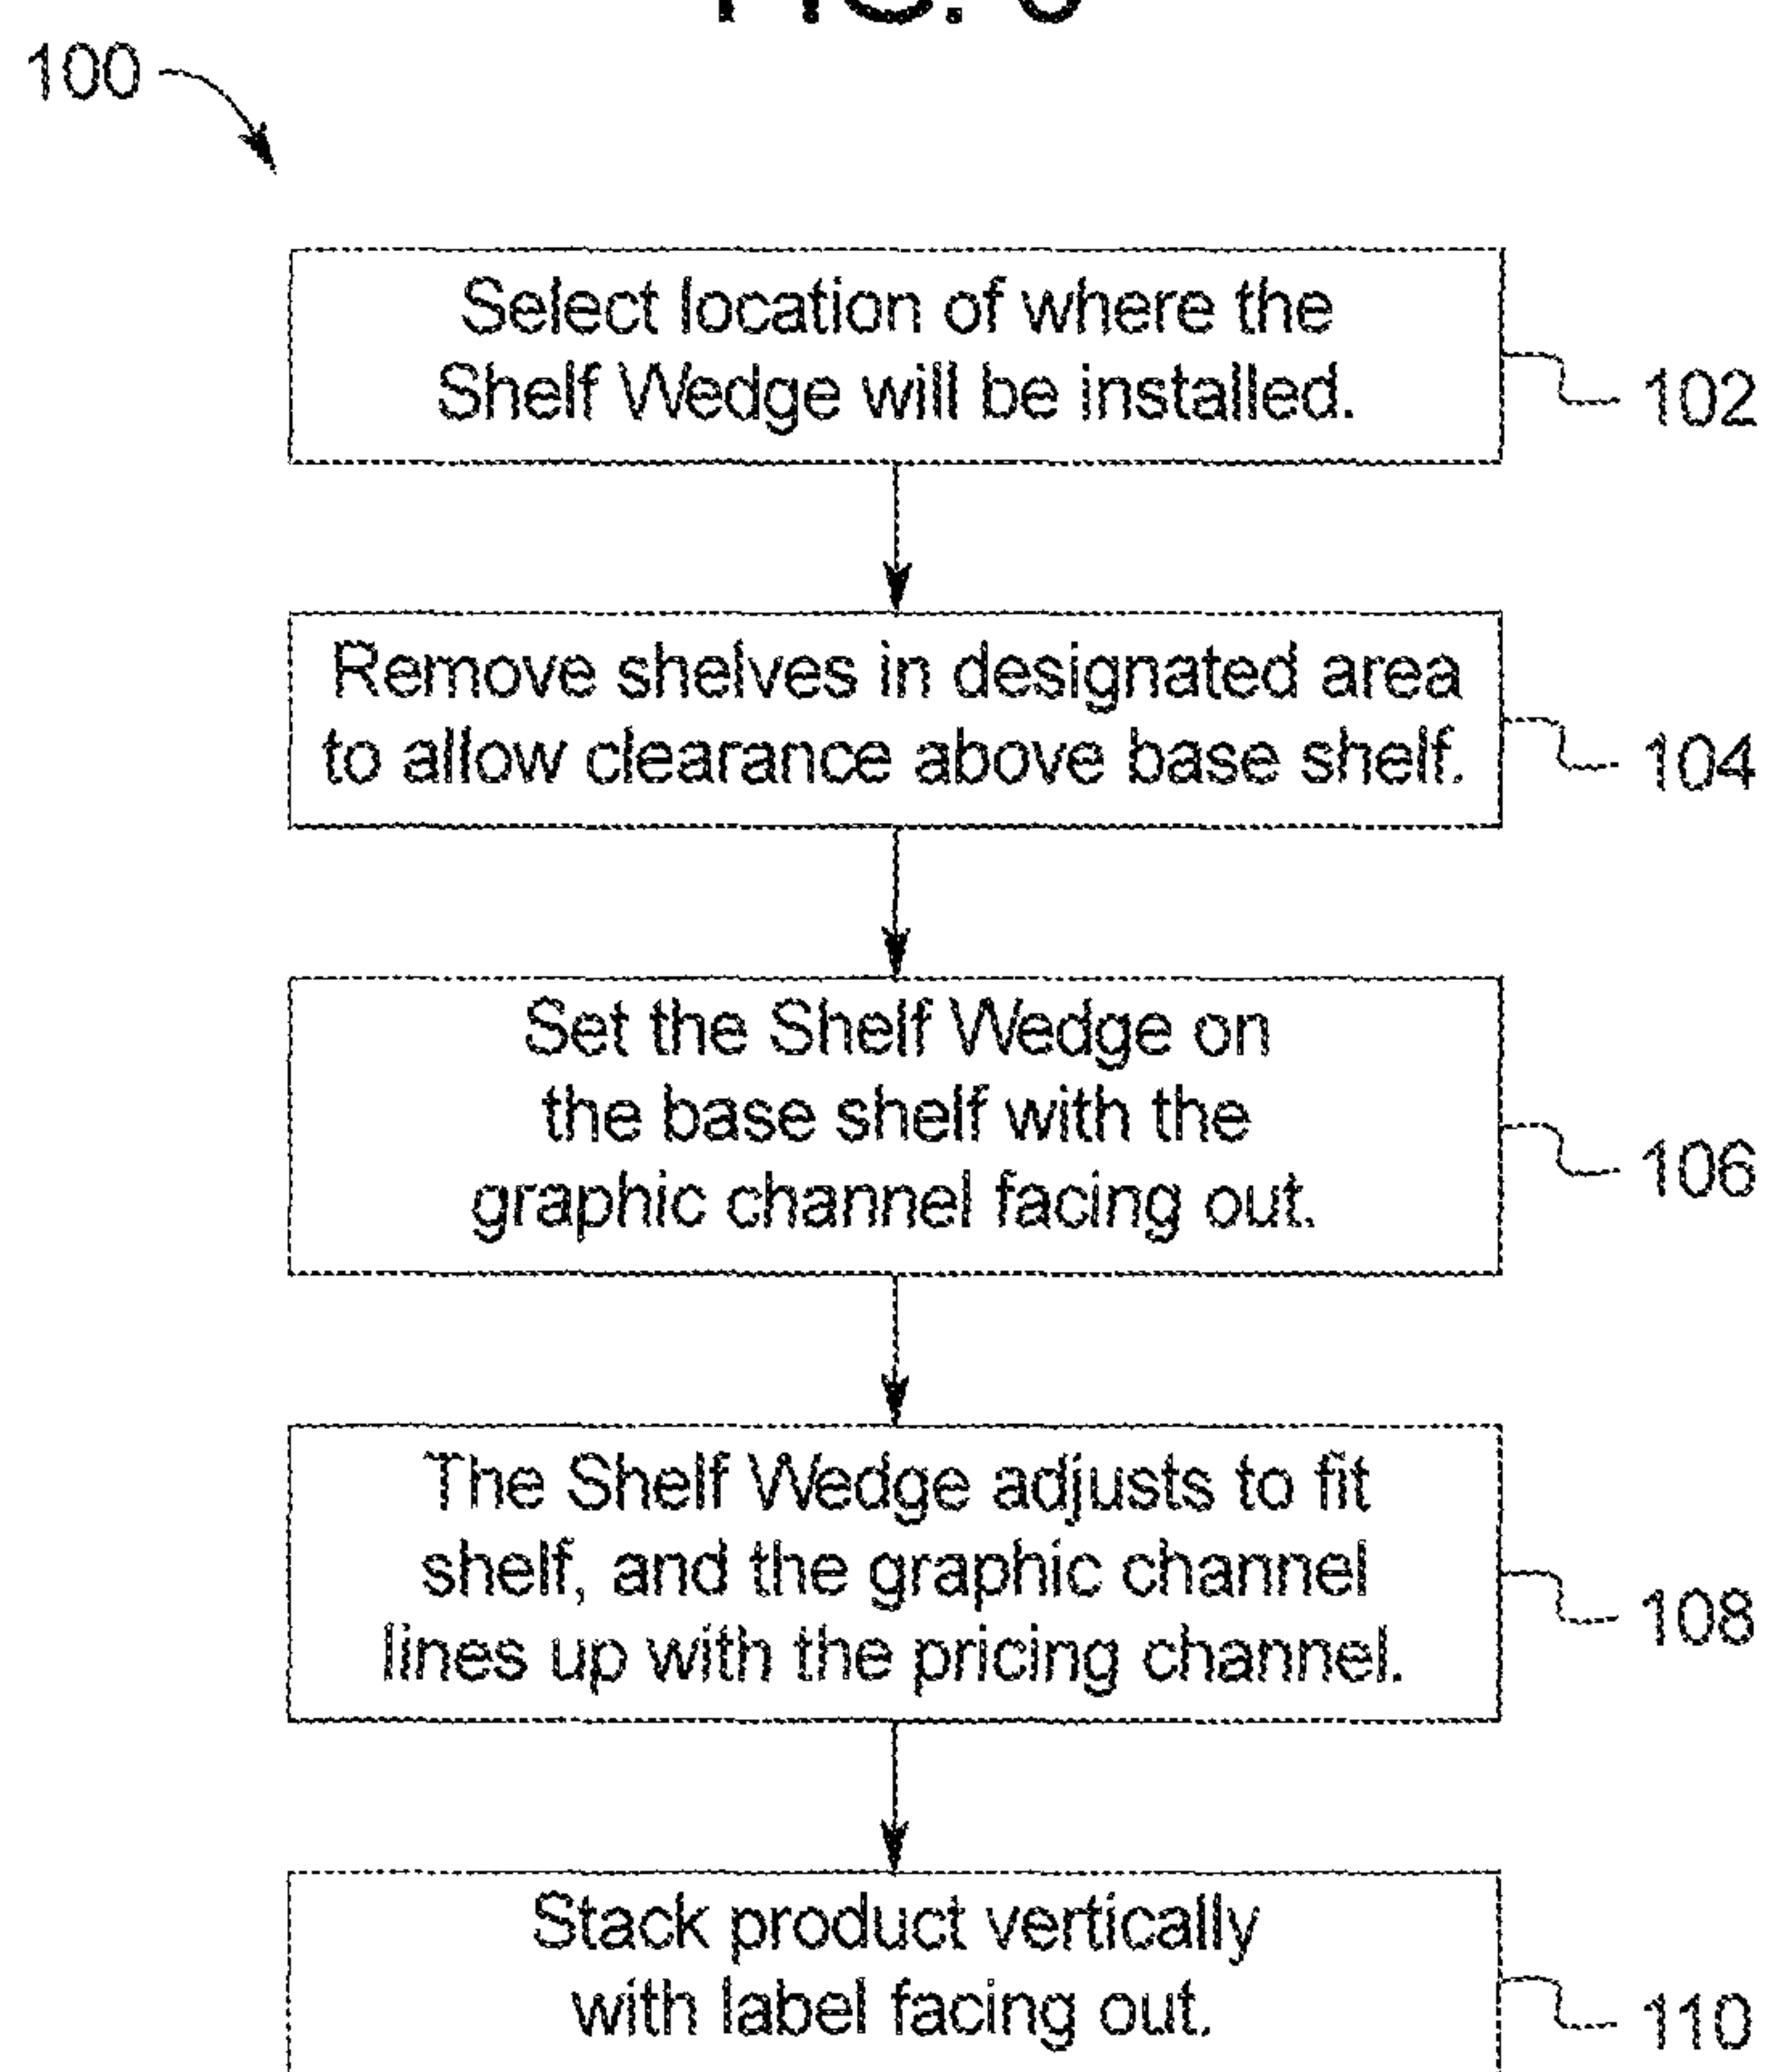 FIG.
100
Select location of where the
Shelf Wedge will be installed.
102
Remove shelves in designated area
to allow clearance above base shelf.
104
Set the Shelf Wedge on
the base shelf with the
graphic channel facing out.
106
The Shelf Wedge adjusts to fit
shelf, and the graphic channel
lines up with the pricing channel.
108
Stack product vertically
with label facing out.
110